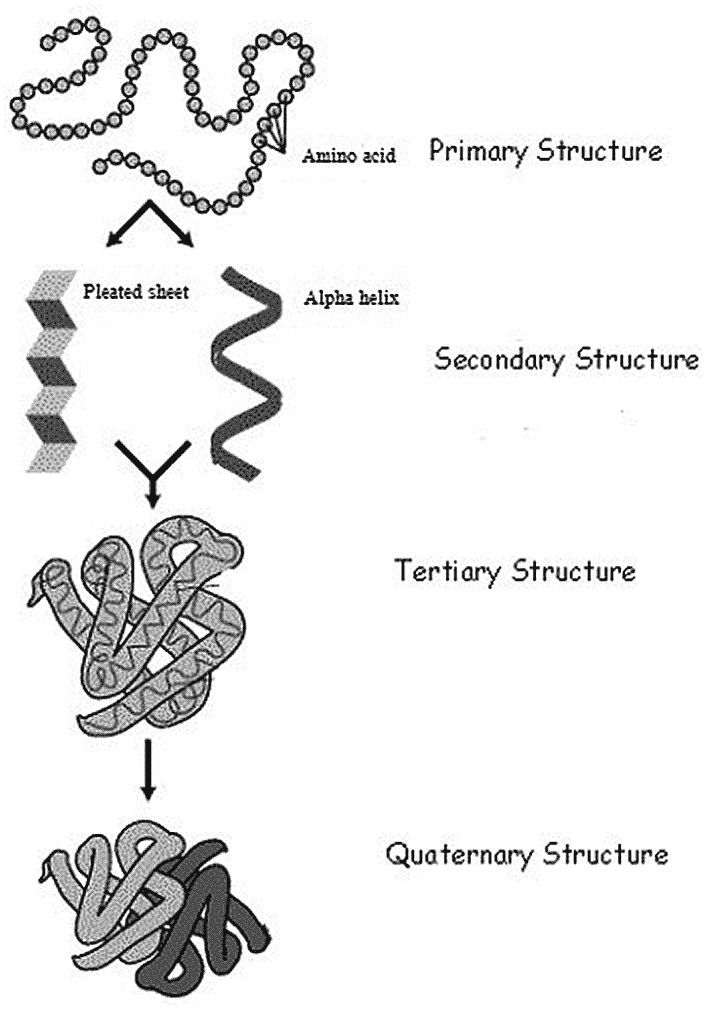 Amino acid
Primary Structure
Pleated sheet
Alpha helix
Secondary Structure
Tertiary Structure
Quaternary Structure